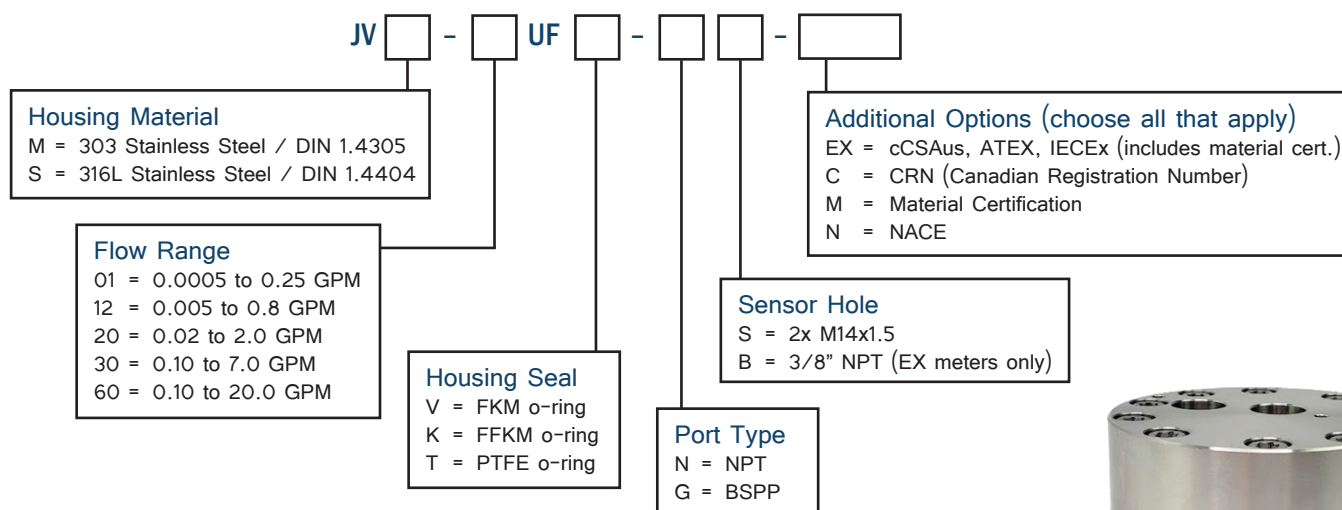 JV - UF - -
Housing Material
M = 303 Stainless Steel / DIN 1.4305
S = 316L Stainless Steel / DIN 1.4404
Flow Range
01 = 0.0005 to 0.25 GPM
12 = 0.005 to 0.8 GPM
20 = 0.02 to 2.0 GPM
30 = 0.10 to 7.0 GPM
60 = 0.10 to 20.0 GPM
Housing Seal
V = FKM o-ring
K = FFKM o-ring
T = PTFE o-ring
Port Type
N = NPT
G = BSPP
Sensor Hole
S = 2x M14x1.5
B = 3/8” NPT (EX meters only)
Additional Options (choose all that apply)
EX = cCSAus, ATEX, IECEx (includes material cert.)
C = CRN (Canadian Registration Number)
M = Material Certification
N = NACE